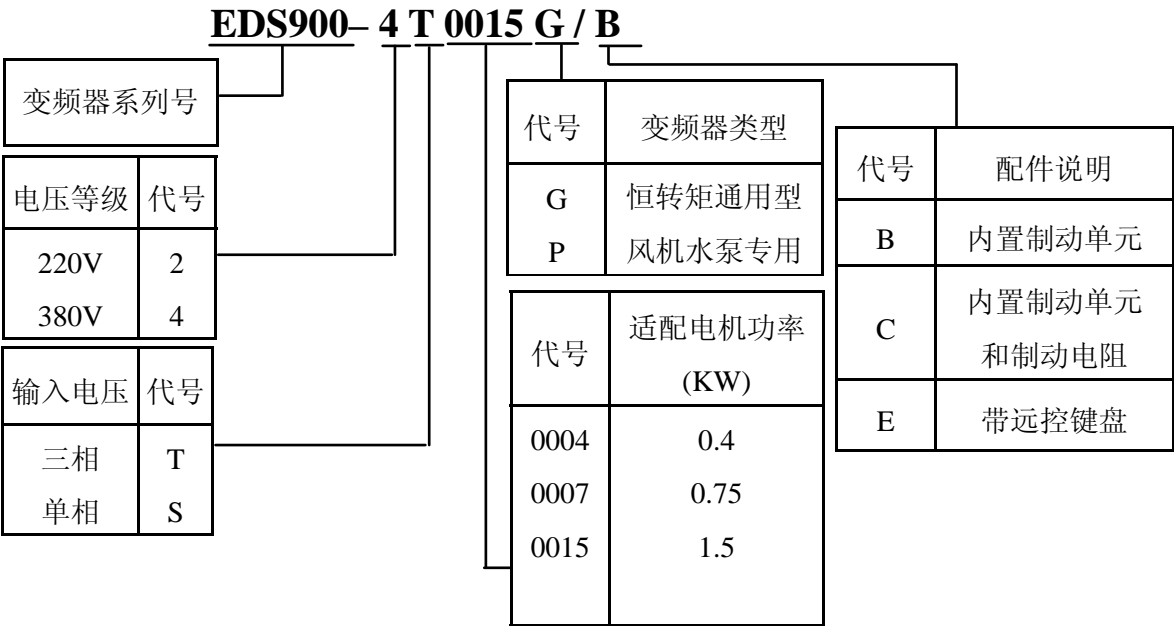 EDS900– 4 T 0015 G / B
变频器系列号
电压等级 代号
220V 2
380V 4
输入电压 代号
三相 T
单相 S
代号 变频器类型
G 恒转矩通用型
P 风机水泵专用
代号 适配电机功率
(KW)
0004 0.4
0007 0.75
0015 1.5
代号 配件说明
B 内置制动单元
C 内置制动单元
和制动电阻
E 带远控键盘